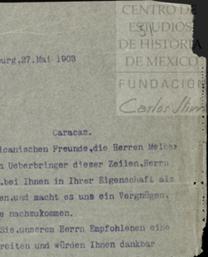 CENTRO DE
ESTUDIOS
DE HISTORIA
DE MEXICO
FUNDACIÓN
Carlos Slim
51
burg, 27. Mai 1903
Caracas.
icanischen Freunde, die Herren
n Ueberbringer dieser Zeilen, Herrn
, bei Ihnen in Ihrer Eigenschaft als
en, und macht es uns ein Vergnügen,
e nachzukommen.
Sie, unseren Herrn Empfohlenen eine
reiten und würden Ihnen dankbar